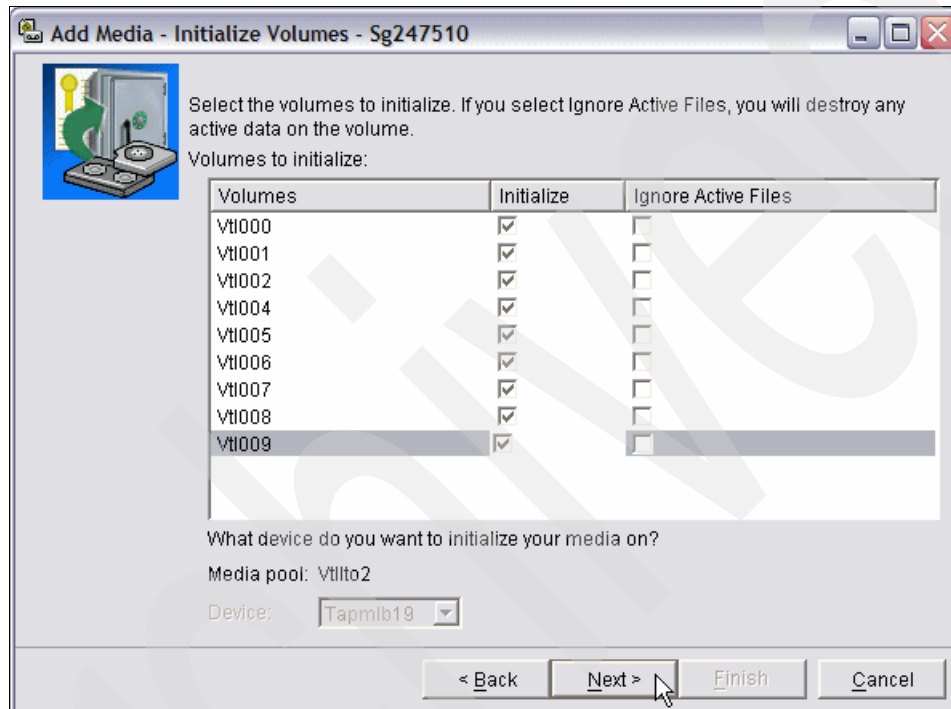 Add Media - Initialize Volumes - Sg247510
Select the volumes to initialize. If you select Ignore Active Files, you will destroy any
active data on the volume.
Volumes to initialize:
Volumes Initialize Ignore Active Files
Vtl000
Vtl001
Vtl002
Vtl004
Vtl005
Vtl006
Vtl007
Vtl008
Vtl009
What device do you want to initialize your media on?
Media pool: Vtllto2
Device: Tapmlb19
< Back Next > Finish Cancel